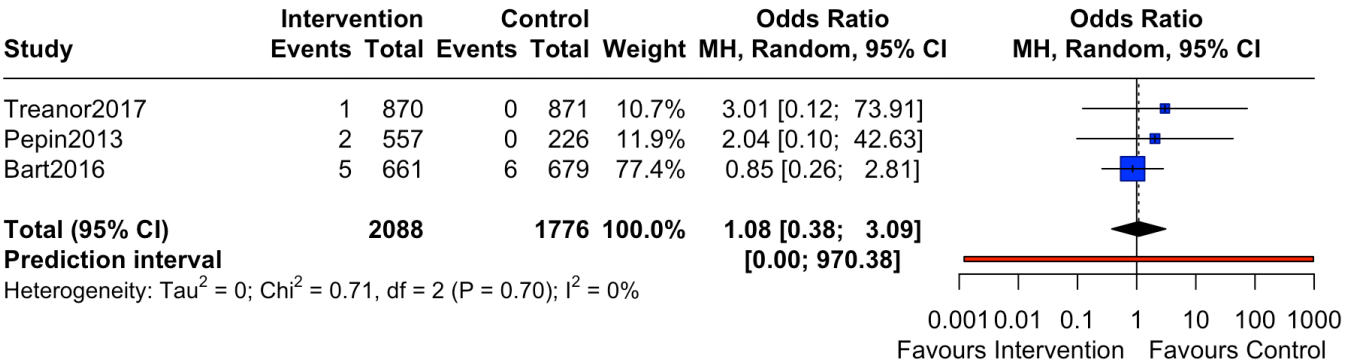 Intervention Control Odds Ratio Odds Ratio
Study Events Total Events Total Weight MH, Random, 95% CI MH, Random, 95% CI
Treanor2017 1 870 0 871 10.7% 3.01 [0.12; 73.91]
Pepin2013 2 557 0 226 11.9% 2.04 [0.10; 42.63]
Bart2016 5 661 6 679 77.4% 0.85 [0.26; 2.81]
Total (95% CI) 2088 1776 100.0% 1.08 [0.38; 3.09]
Prediction interval [0.00; 970.38]
Heterogeneity: Tau² = 0; Chi² = 0.71, df = 2 (P = 0.70); I² = 0%
0.001 0.01 0.1 1 10 100 1000
Favours Intervention Favours Control